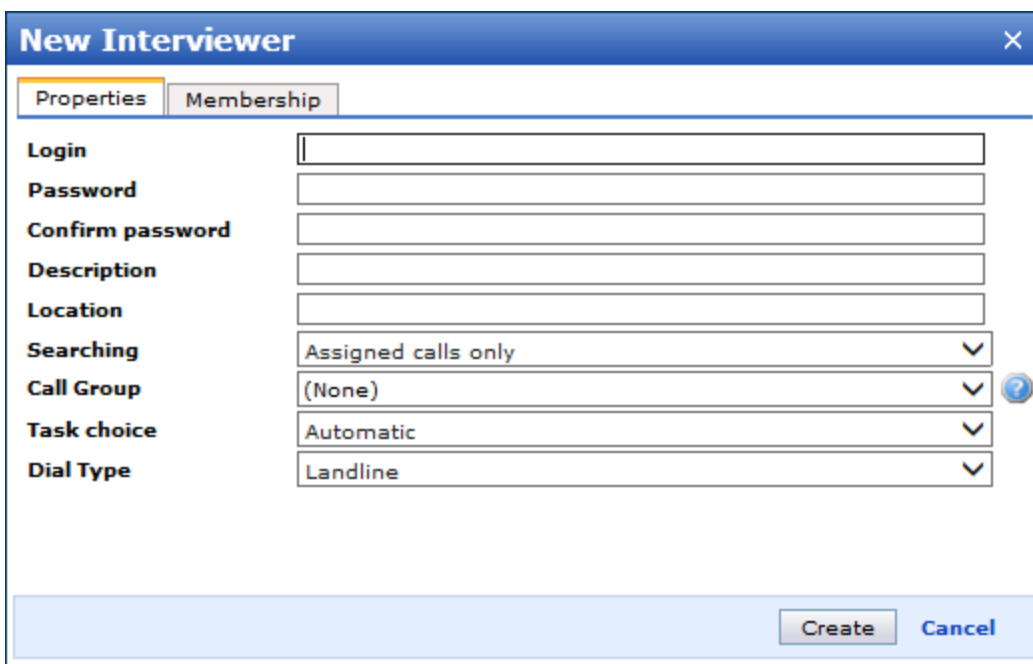 New Interviewer
Properties Membership
Login
Password
Confirm password
Description
Location
Searching Assigned calls only
Call Group (None) ?
Task choice Automatic
Dial Type Landline
Create Cancel